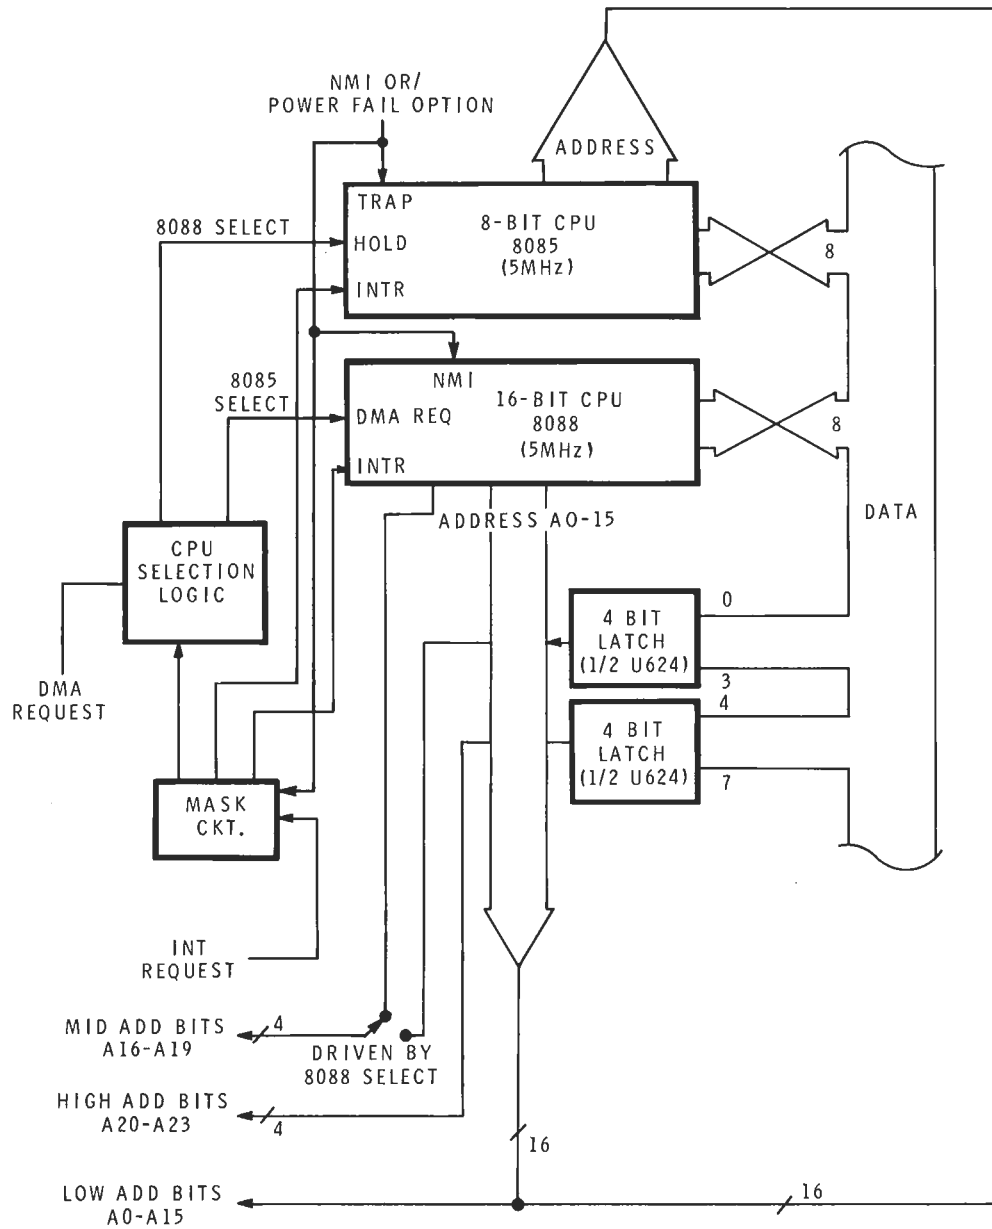 NMI OR/
POWER FAIL OPTION
ADDRESS
TRAP
8-BIT CPU
8085
(5MHz)
8088 SELECT
HOLD
INTR
8
NMI
8085
SELECT
DMA REQ
16-BIT CPU
8088
(5MHz)
INTR
8
ADDRESS A0-15
DATA
CPU
SELECTION
LOGIC
0
4 BIT
LATCH
(1/2 U624)
3
DMA
REQUEST
4
4 BIT
LATCH
(1/2 U624)
7
MASK
CKT.
INT
REQUEST
MID ADD BITS
A16-A19
4
DRIVEN BY
8088 SELECT
HIGH ADD BITS
A20-A23
4
16
LOW ADD BITS
A0-A15
16